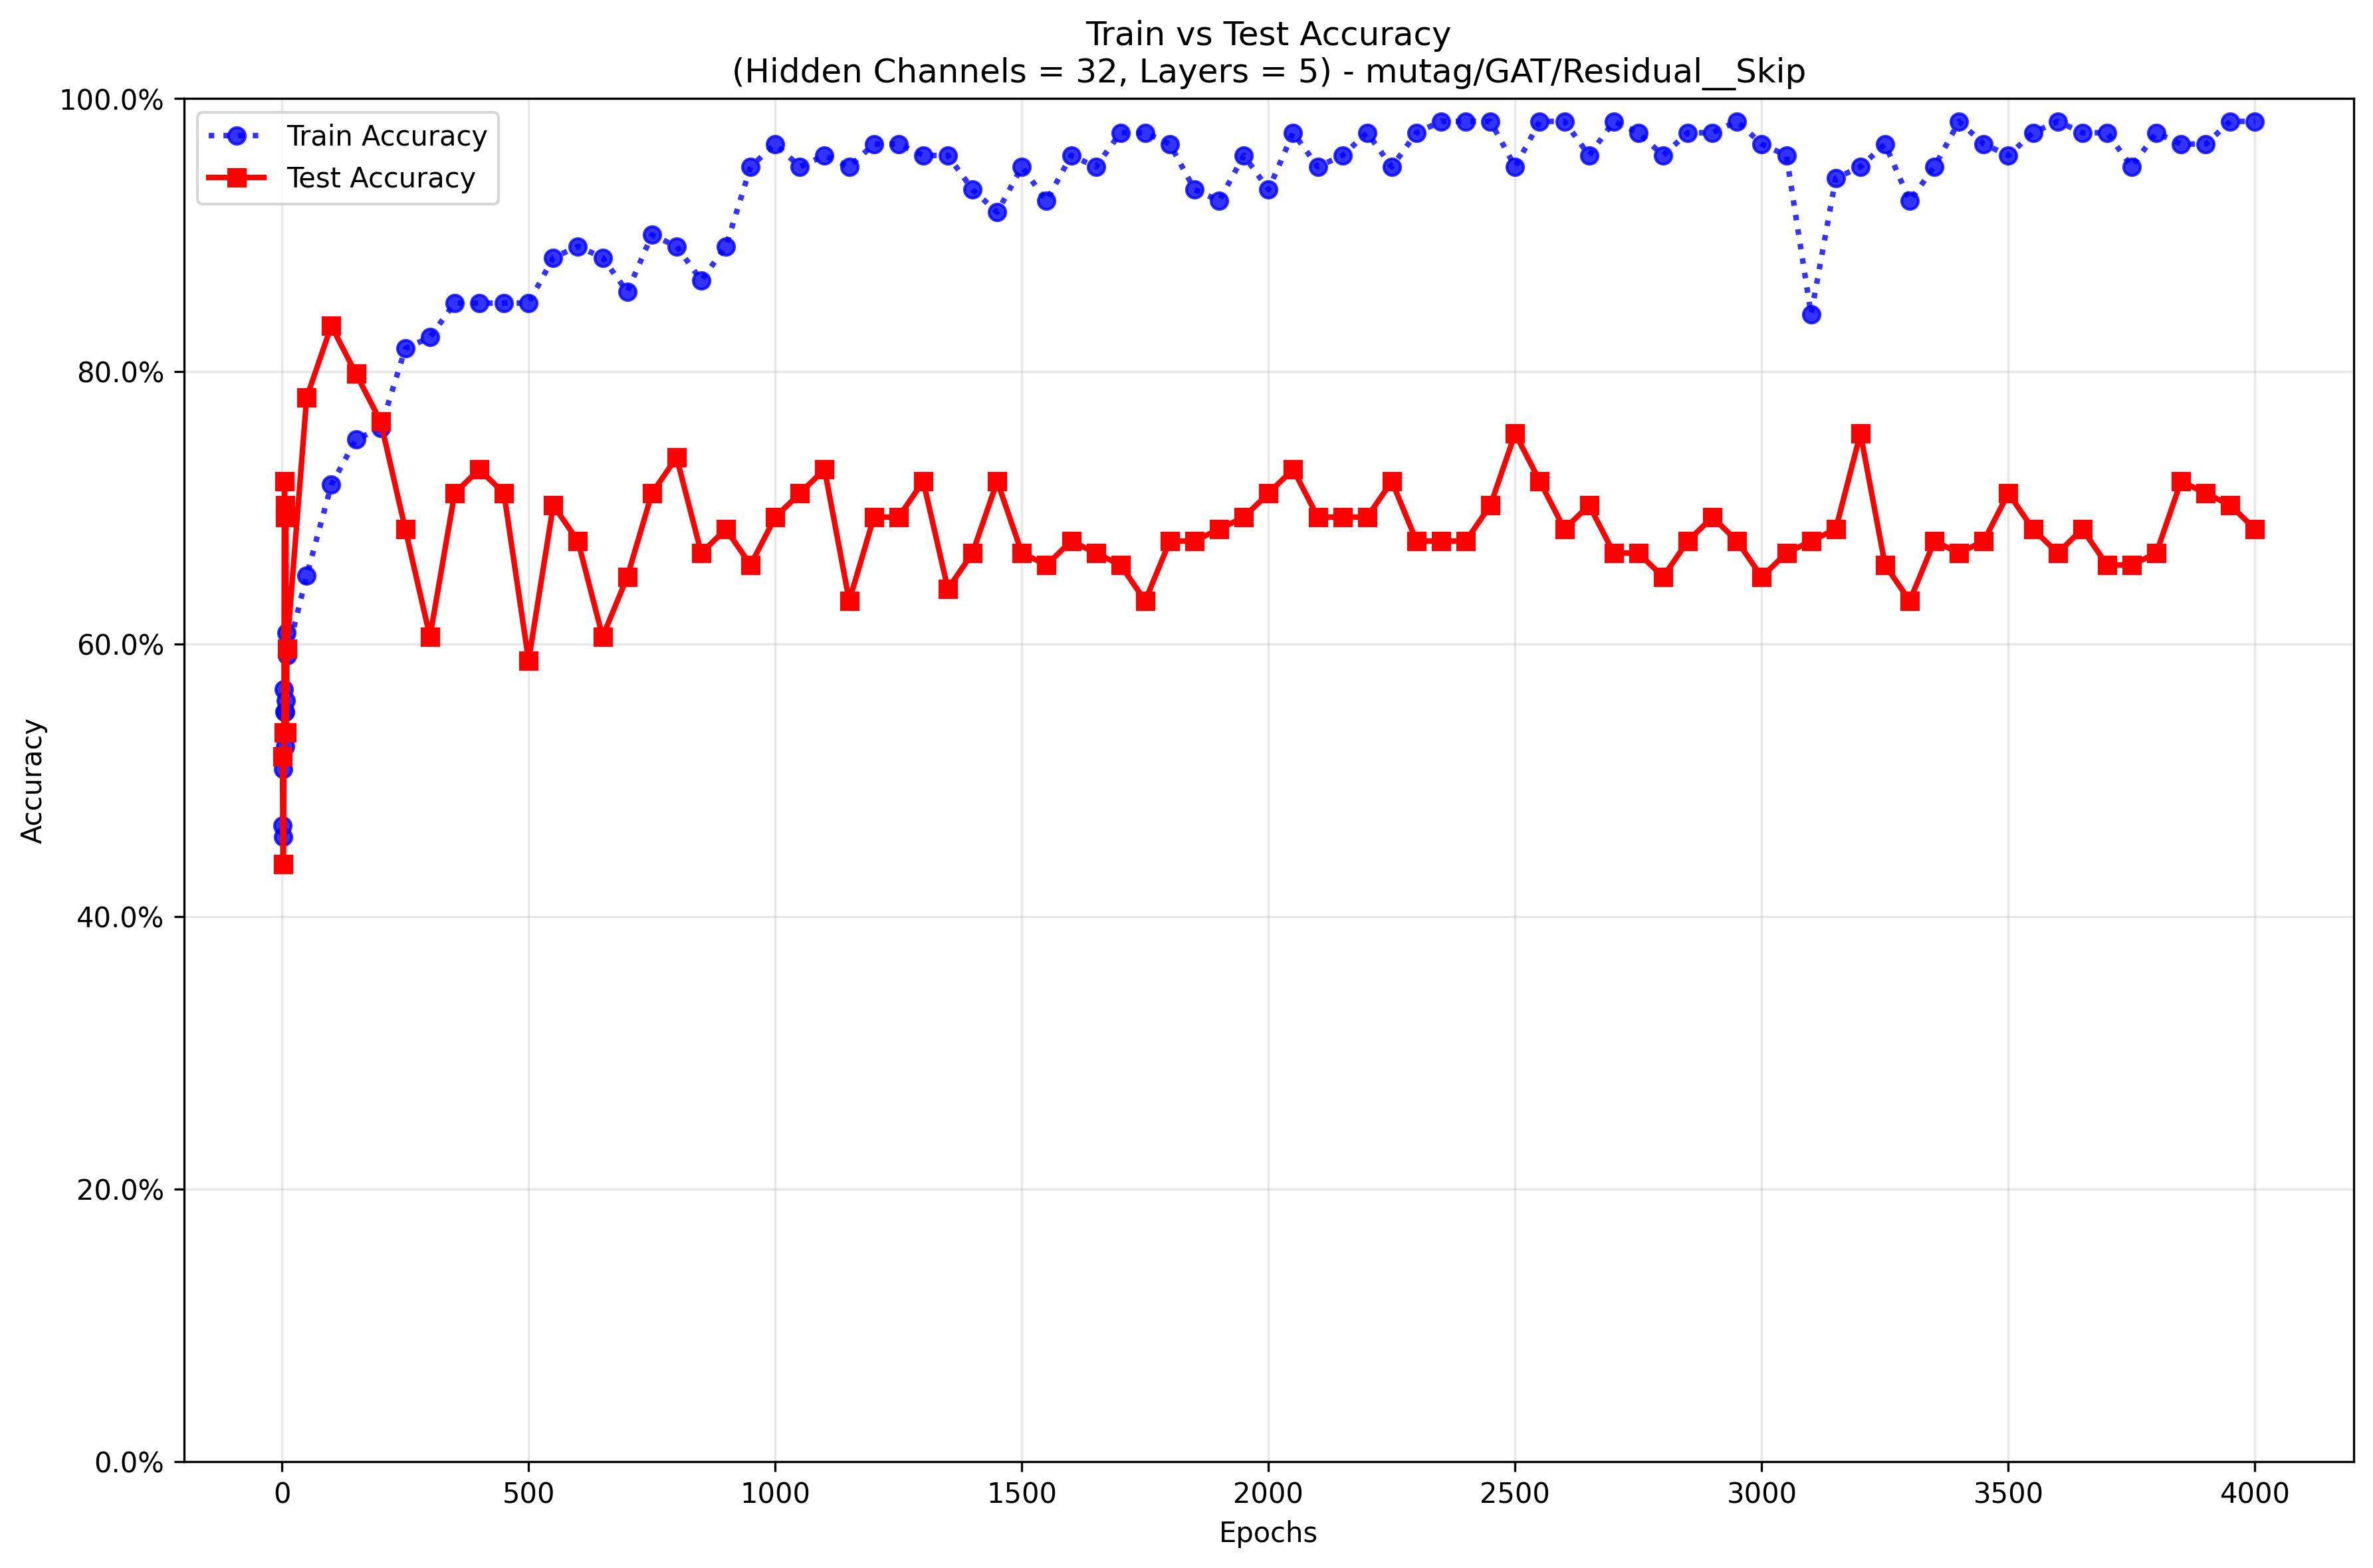 Train vs Test Accuracy
(Hidden Channels = 32, Layers = 5) - mutag/GAT/Residual__Skip
Train Accuracy
Test Accuracy
100.0%
80.0%
60.0%
40.0%
20.0%
0.0%
Accuracy
0 500 1000 1500 2000 2500 3000 3500 4000
Epochs